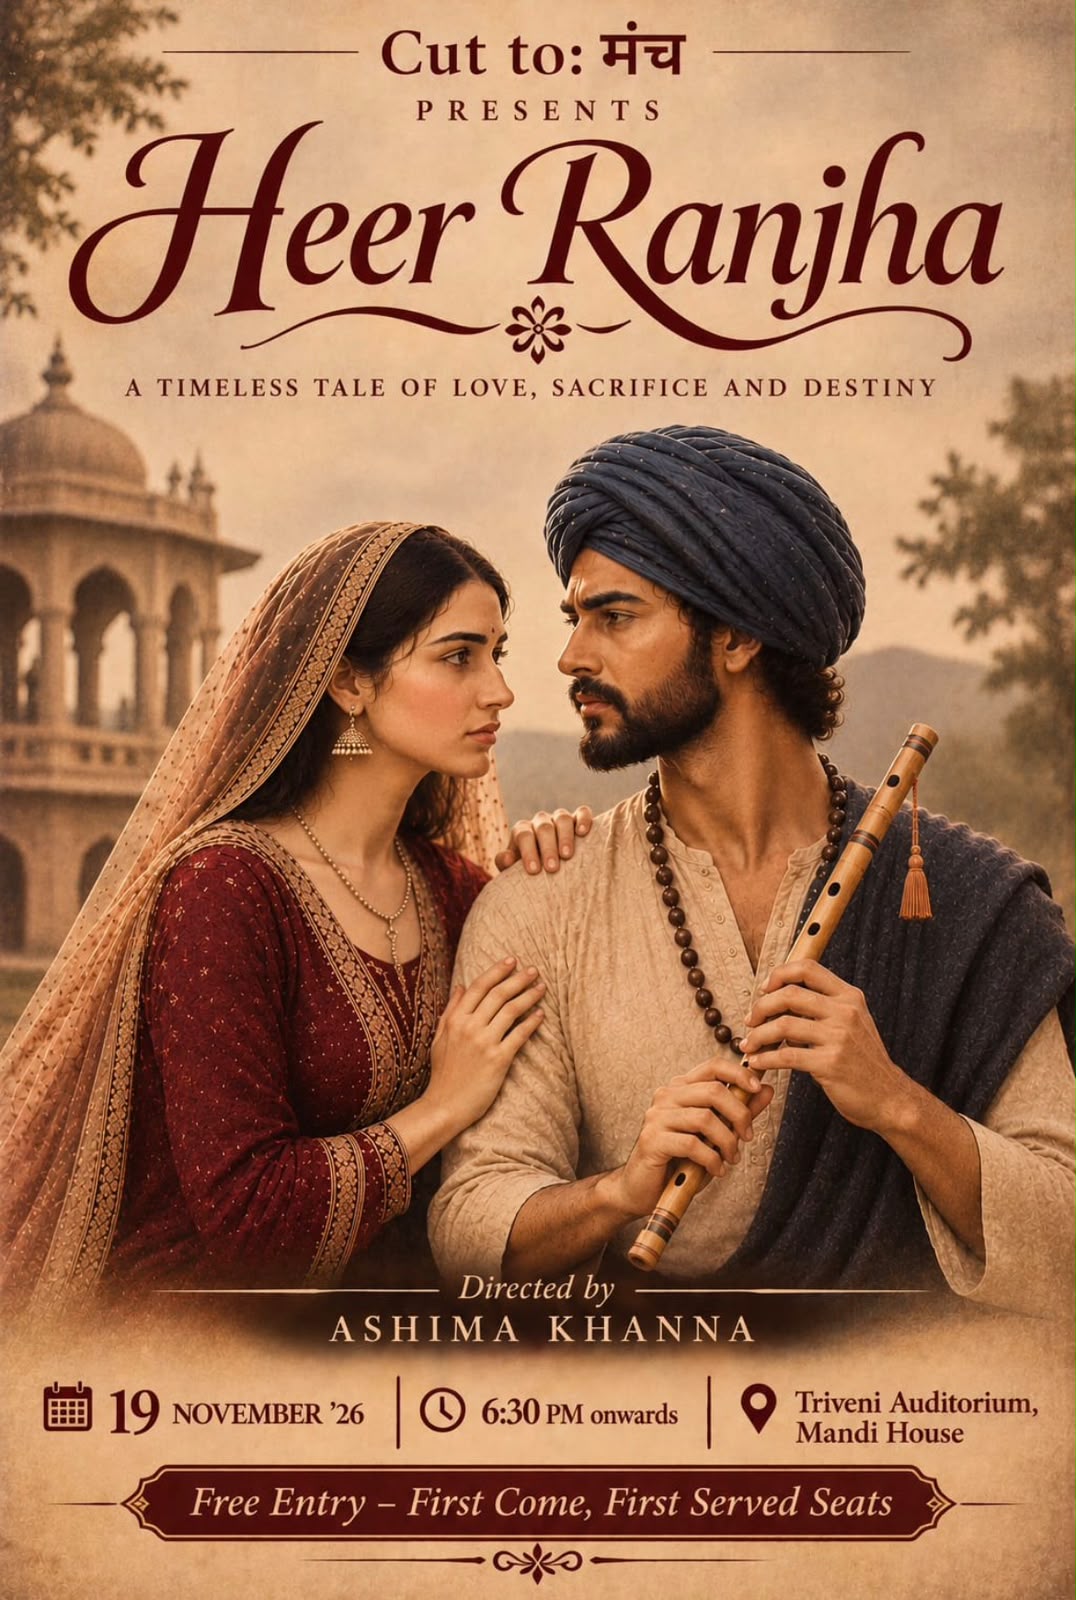 Cut to: मंच
PRESENTS
Heer Ranjha
A TIMELESS TALE OF LOVE, SACRIFICE AND DESTINY
Directed by
ASHIMA KHANNA
19 NOVEMBER ’26
6:30 PM onwards
Triveni Auditorium,
Mandi House
Free Entry – First Come, First Served Seats